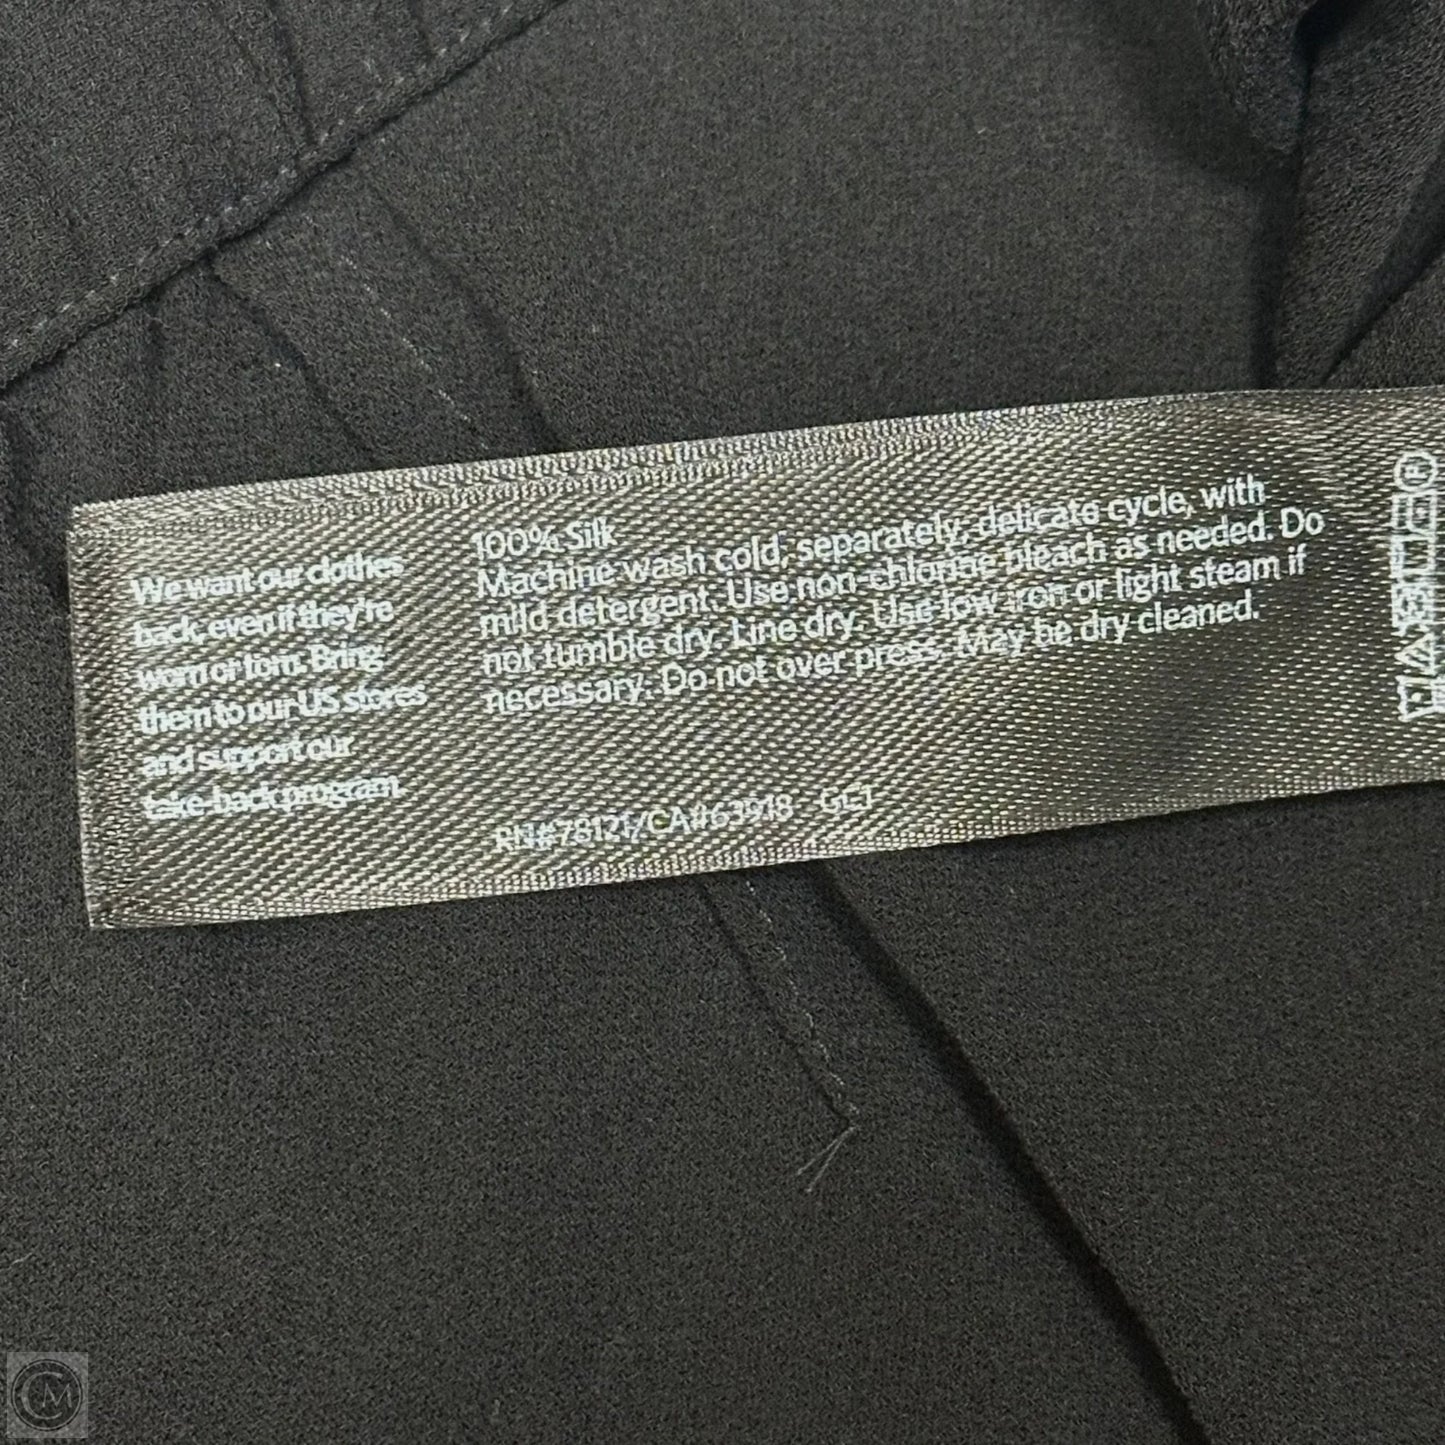 We want our clothes
back, even if they're
worn or torn. Bring
them to our US stores
and support our
take-back program.
100% Silk
Machine wash cold, separately, delicate cycle, with
mild detergent. Use non-chlorine bleach as needed. Do
not tumble dry. Line dry. Use low iron or light steam if
necessary. Do not over press. May be dry cleaned.
RN#78121/CA#63918
CM